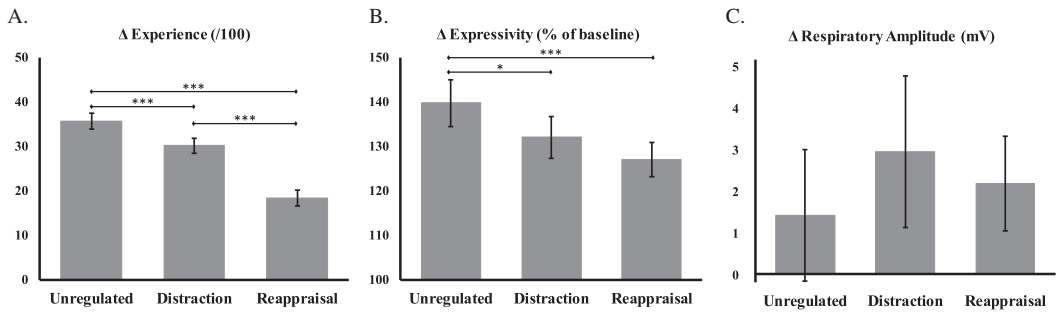 A.
Δ Experience (/100)
50
40
30
20
10
0
***
***
***
Unregulated Distraction Reappraisal
B.
Δ Expressivity (% of baseline)
150
140
130
120
110
100
***
*
Unregulated Distraction Reappraisal
C.
Δ Respiratory Amplitude (mV)
5
4
3
2
1
0
Unregulated Distraction Reappraisal